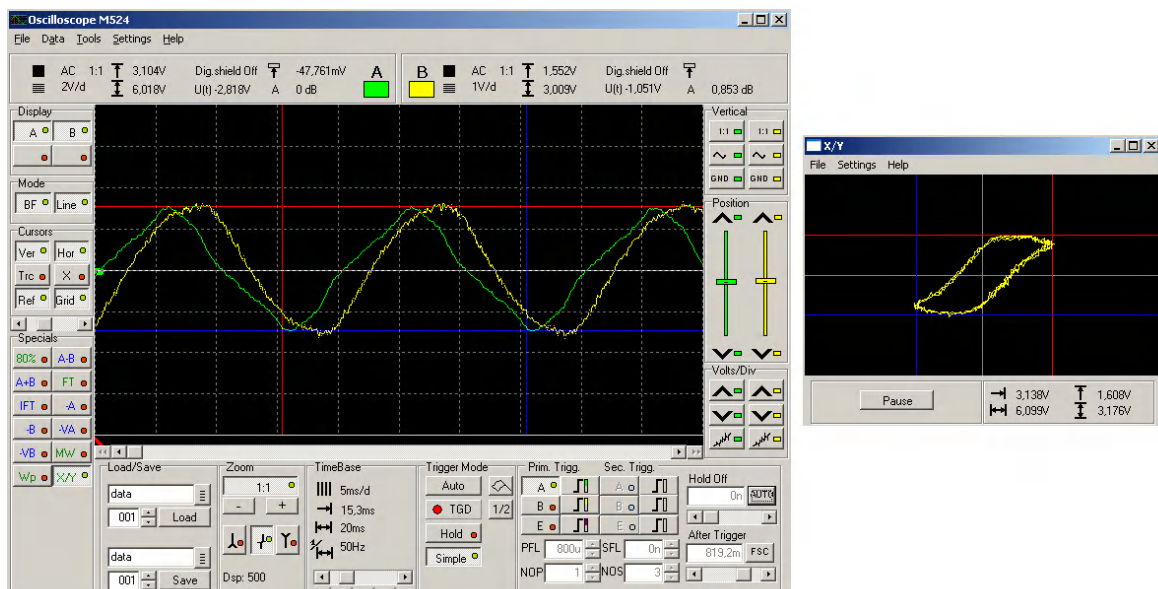 Oscilloscope M524
File Data Tools Settings Help
AC 1:1 3,104V Dig.shield Off -47,761mV A
2V/d 6,018V U(t) -2,818V A 0 dB
B AC 1:1 1,552V Dig.shield Off
1V/d 3,009V U(t) -1,051V A 0,853 dB
Display
A B
Mode
BF Line
Cursors
Ver Hor
Trc X
Ref Grid
Specials
80% A-B
A+B FT
IFT -A
-B -VA
-VB MW
Wp X/Y
Vertical
1:1 1:1
GND GND
Position
Volts/Div
Load/Save
data
001 Load
data
001 Save
Zoom
1:1
- +
Dsp: 500
TimeBase
5ms/d
15,3ms
20ms
50Hz
Trigger Mode
Auto
TGD 1/2
Hold
Simple
Prim. Trigg. Sec. Trigg.
A A
B B
E E
PFL 800u SFL 0n
NOP 1 NOS 3
Hold Off
0n AUTO
After Trigger
819,2m FSC
X/Y
File Settings Help
Pause
3,138V 1,608V
6,099V 3,176V